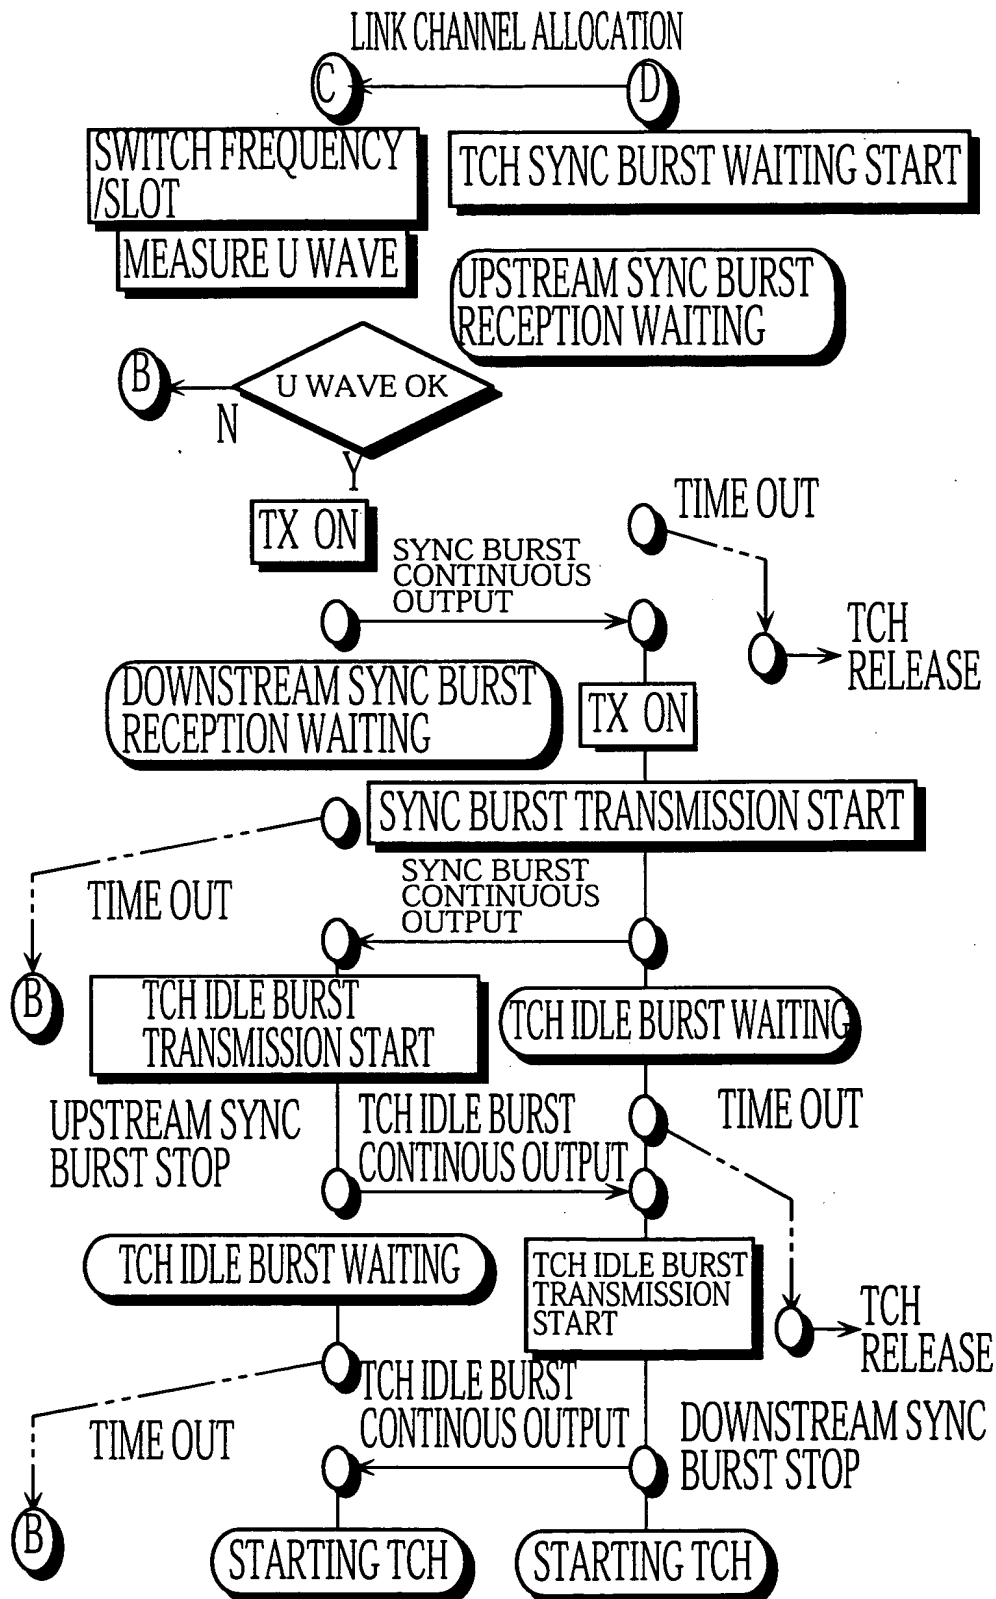 LINK CHANNEL ALLOCATION
C
D
SWITCH FREQUENCY
/SLOT
TCH SYNC BURST WAITING START
MEASURE U WAVE
UPSTREAM SYNC BURST
RECEPTION WAITING
B
U WAVE OK
N
Y
TX ON
TIME OUT
SYNC BURST
CONTINUOUS
OUTPUT
TCH
RELEASE
DOWNSTREAM SYNC BURST
RECEPTION WAITING
TX ON
SYNC BURST TRANSMISSION START
TIME OUT
SYNC BURST
CONTINUOUS
OUTPUT
B
TCH IDLE BURST
TRANSMISSION START
TCH IDLE BURST WAITING
UPSTREAM SYNC
BURST STOP
TCH IDLE BURST
CONTINOUS OUTPUT
TIME OUT
TCH IDLE BURST WAITING
TCH IDLE BURST
TRANSMISSION
START
TCH
RELEASE
TCH IDLE BURST
CONTINOUS OUTPUT
TIME OUT
DOWNSTREAM SYNC
BURST STOP
B
STARTING TCH
STARTING TCH